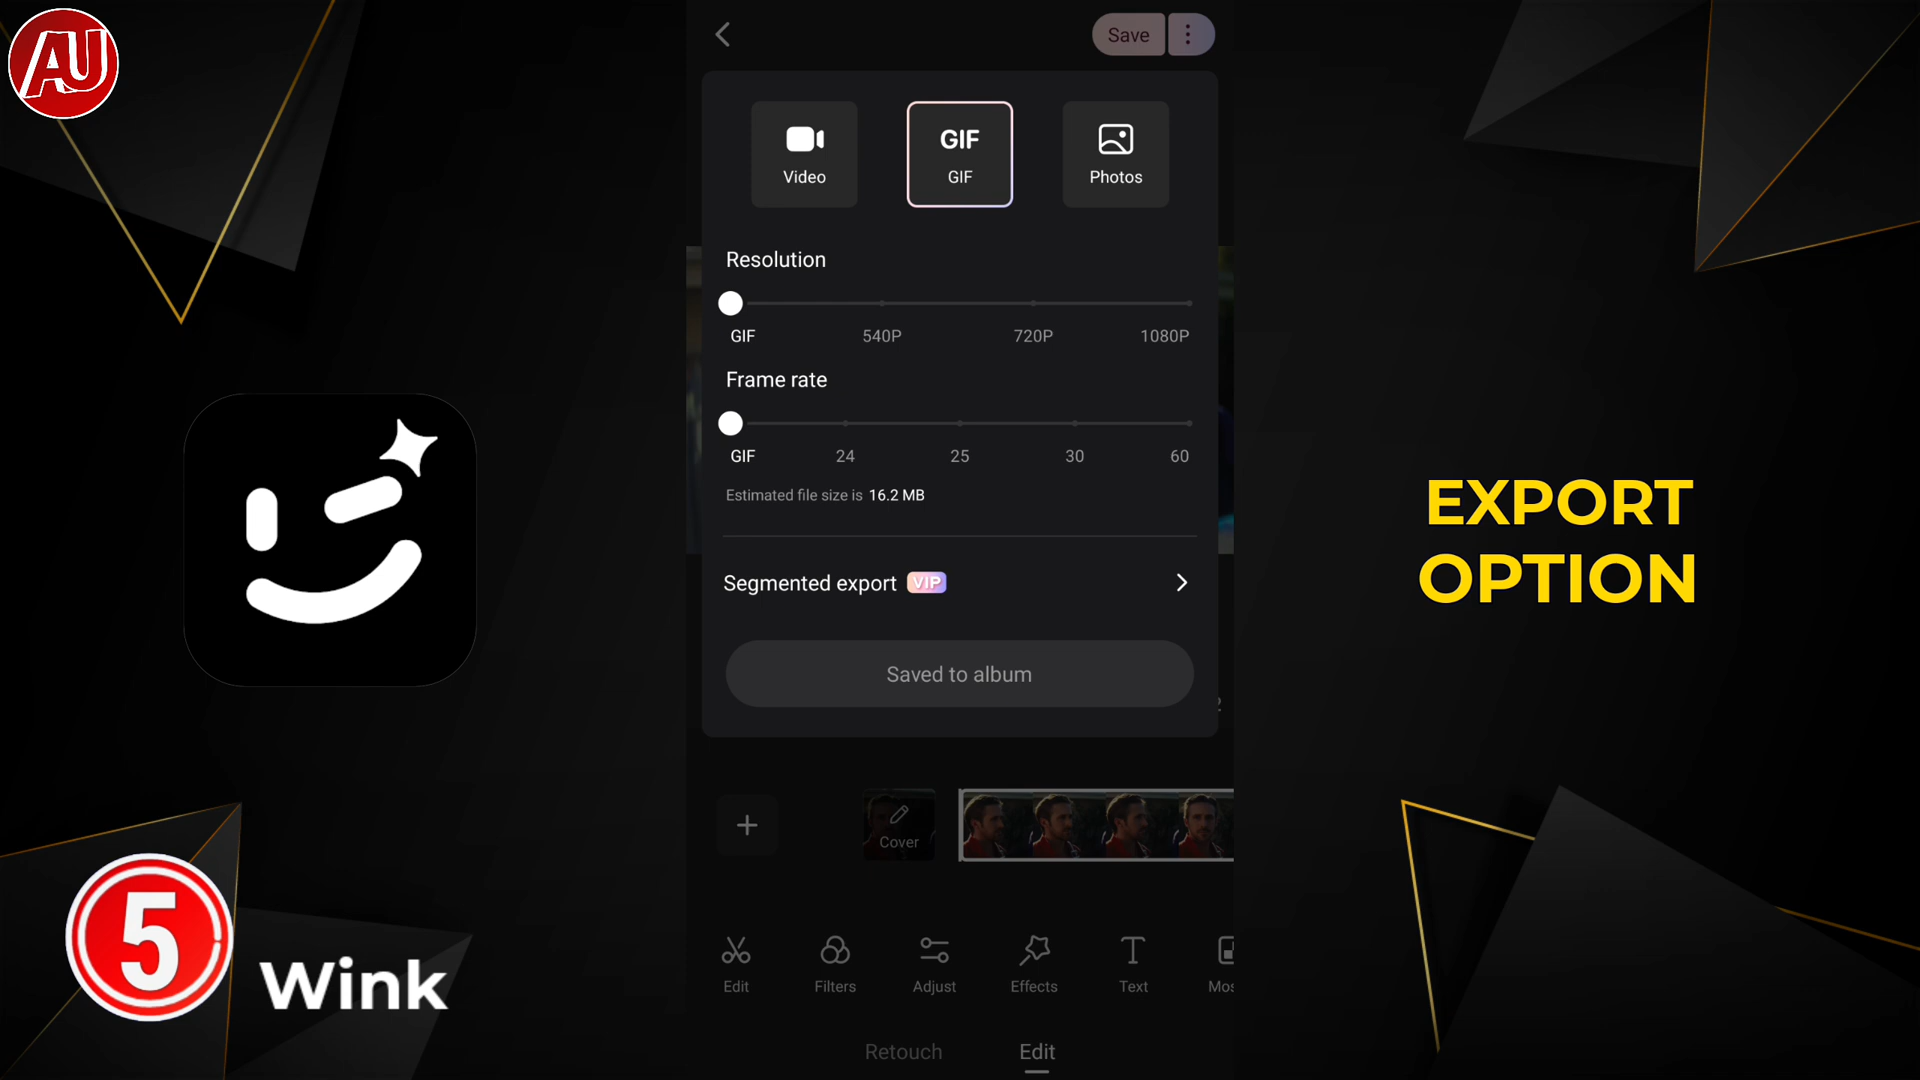 AU
Save
GIF
Video
GIF
Photos
Resolution
GIF
540P
720P
1080P
Frame rate
GIF
24
25
30
60
Estimated file size is 16.2 MB
Segmented export VIP
Saved to album
2
Cover
Edit
Filters
Adjust
Effects
Text
Mos
Retouch
Edit
EXPORT
OPTION
5
Wink